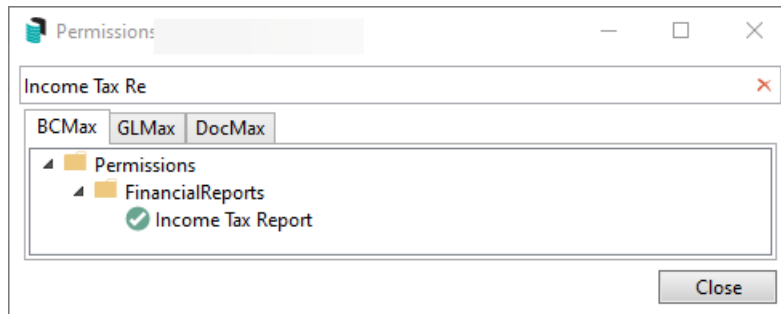 Permissions
Income Tax Re
BCMax GLMax DocMax
Permissions
FinancialReports
Income Tax Report
Close